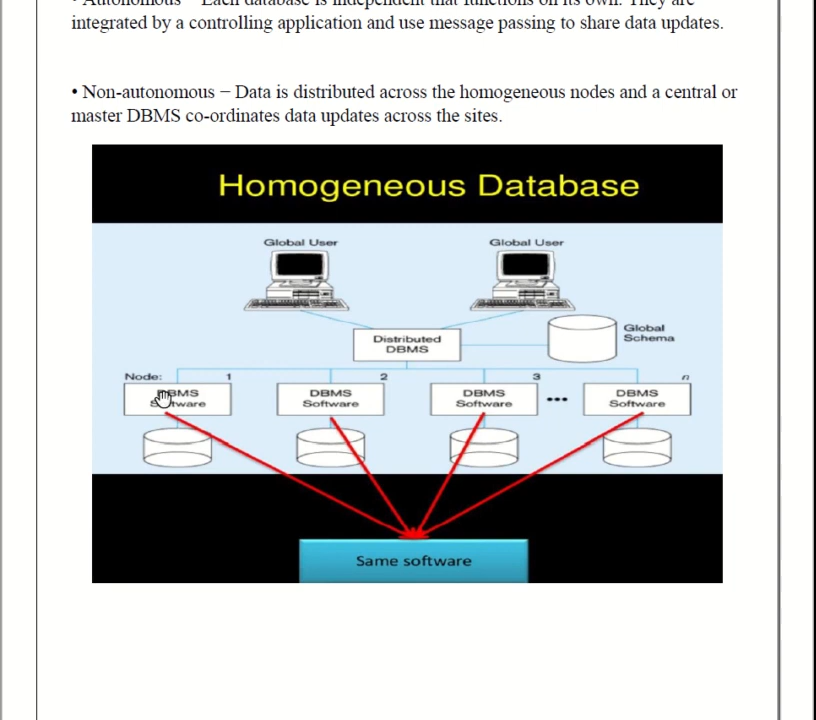 • Autonomous − Each database is independent that functions on its own. They are
integrated by a controlling application and use message passing to share data updates.
• Non-autonomous − Data is distributed across the homogeneous nodes and a central or
master DBMS co-ordinates data updates across the sites.
Homogeneous Database
Global User
Global User
Distributed
DBMS
Global
Schema
Node:
1
2
3
n
DBMS
Software
DBMS
Software
DBMS
Software
•••
DBMS
Software
Same software